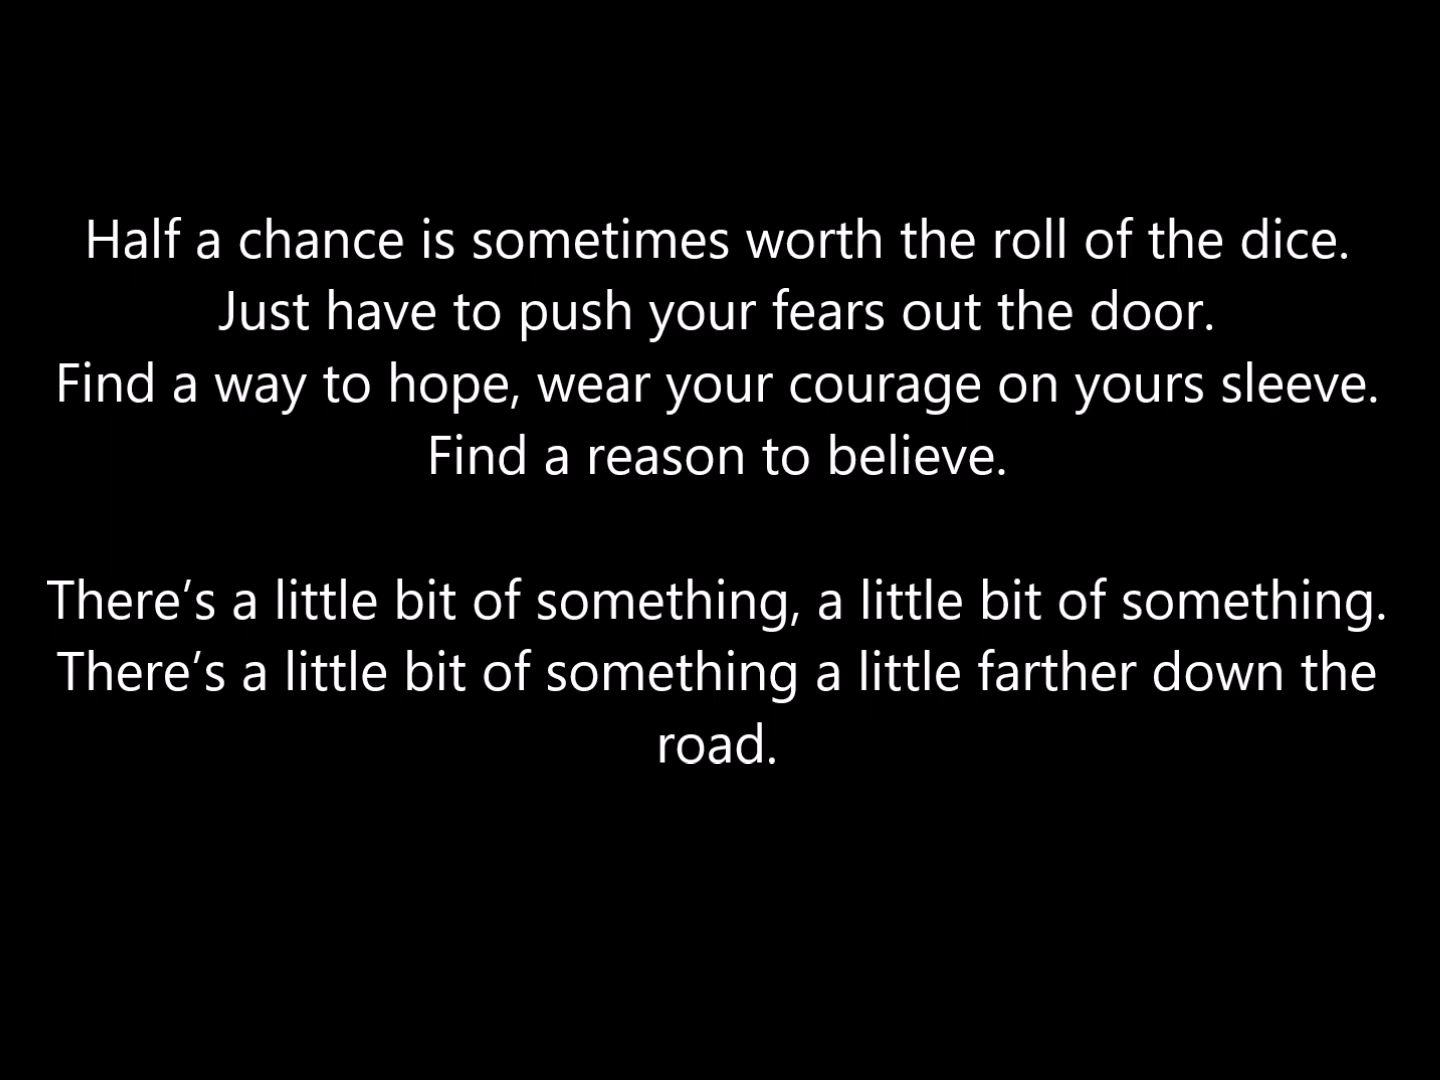 Half a chance is sometimes worth the roll of the dice.
Just have to push your fears out the door.
Find a way to hope, wear your courage on yours sleeve.
Find a reason to believe.
There’s a little bit of something, a little bit of something.
There’s a little bit of something a little farther down the
road.